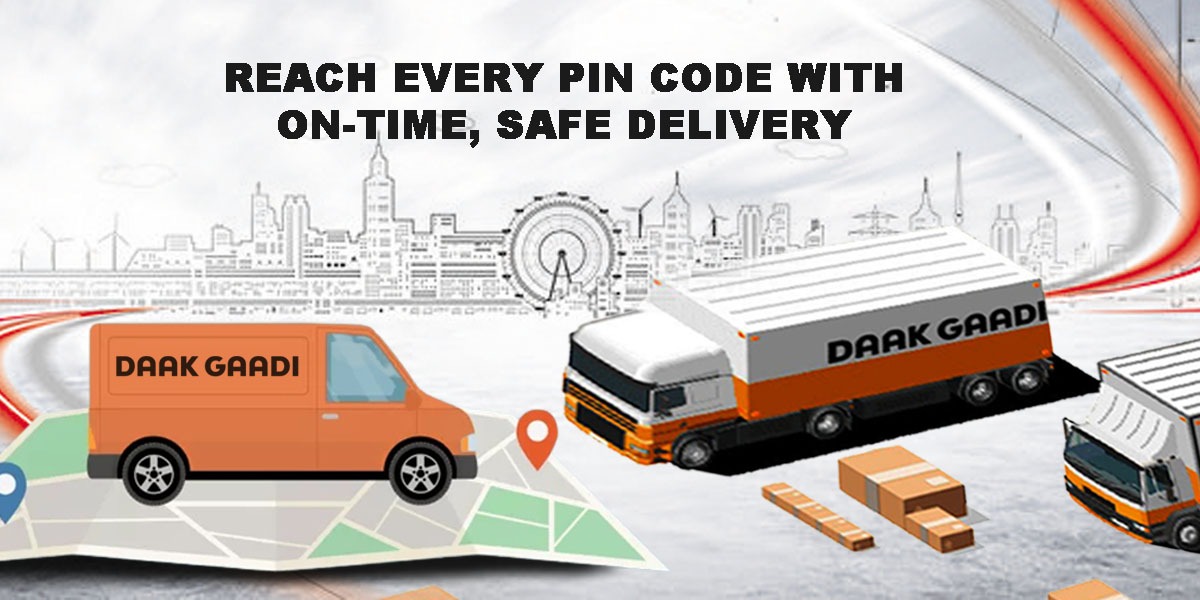 REACH EVERY PIN CODE WITH
ON-TIME, SAFE DELIVERY
DAAK GAADI
DAAK GAADI